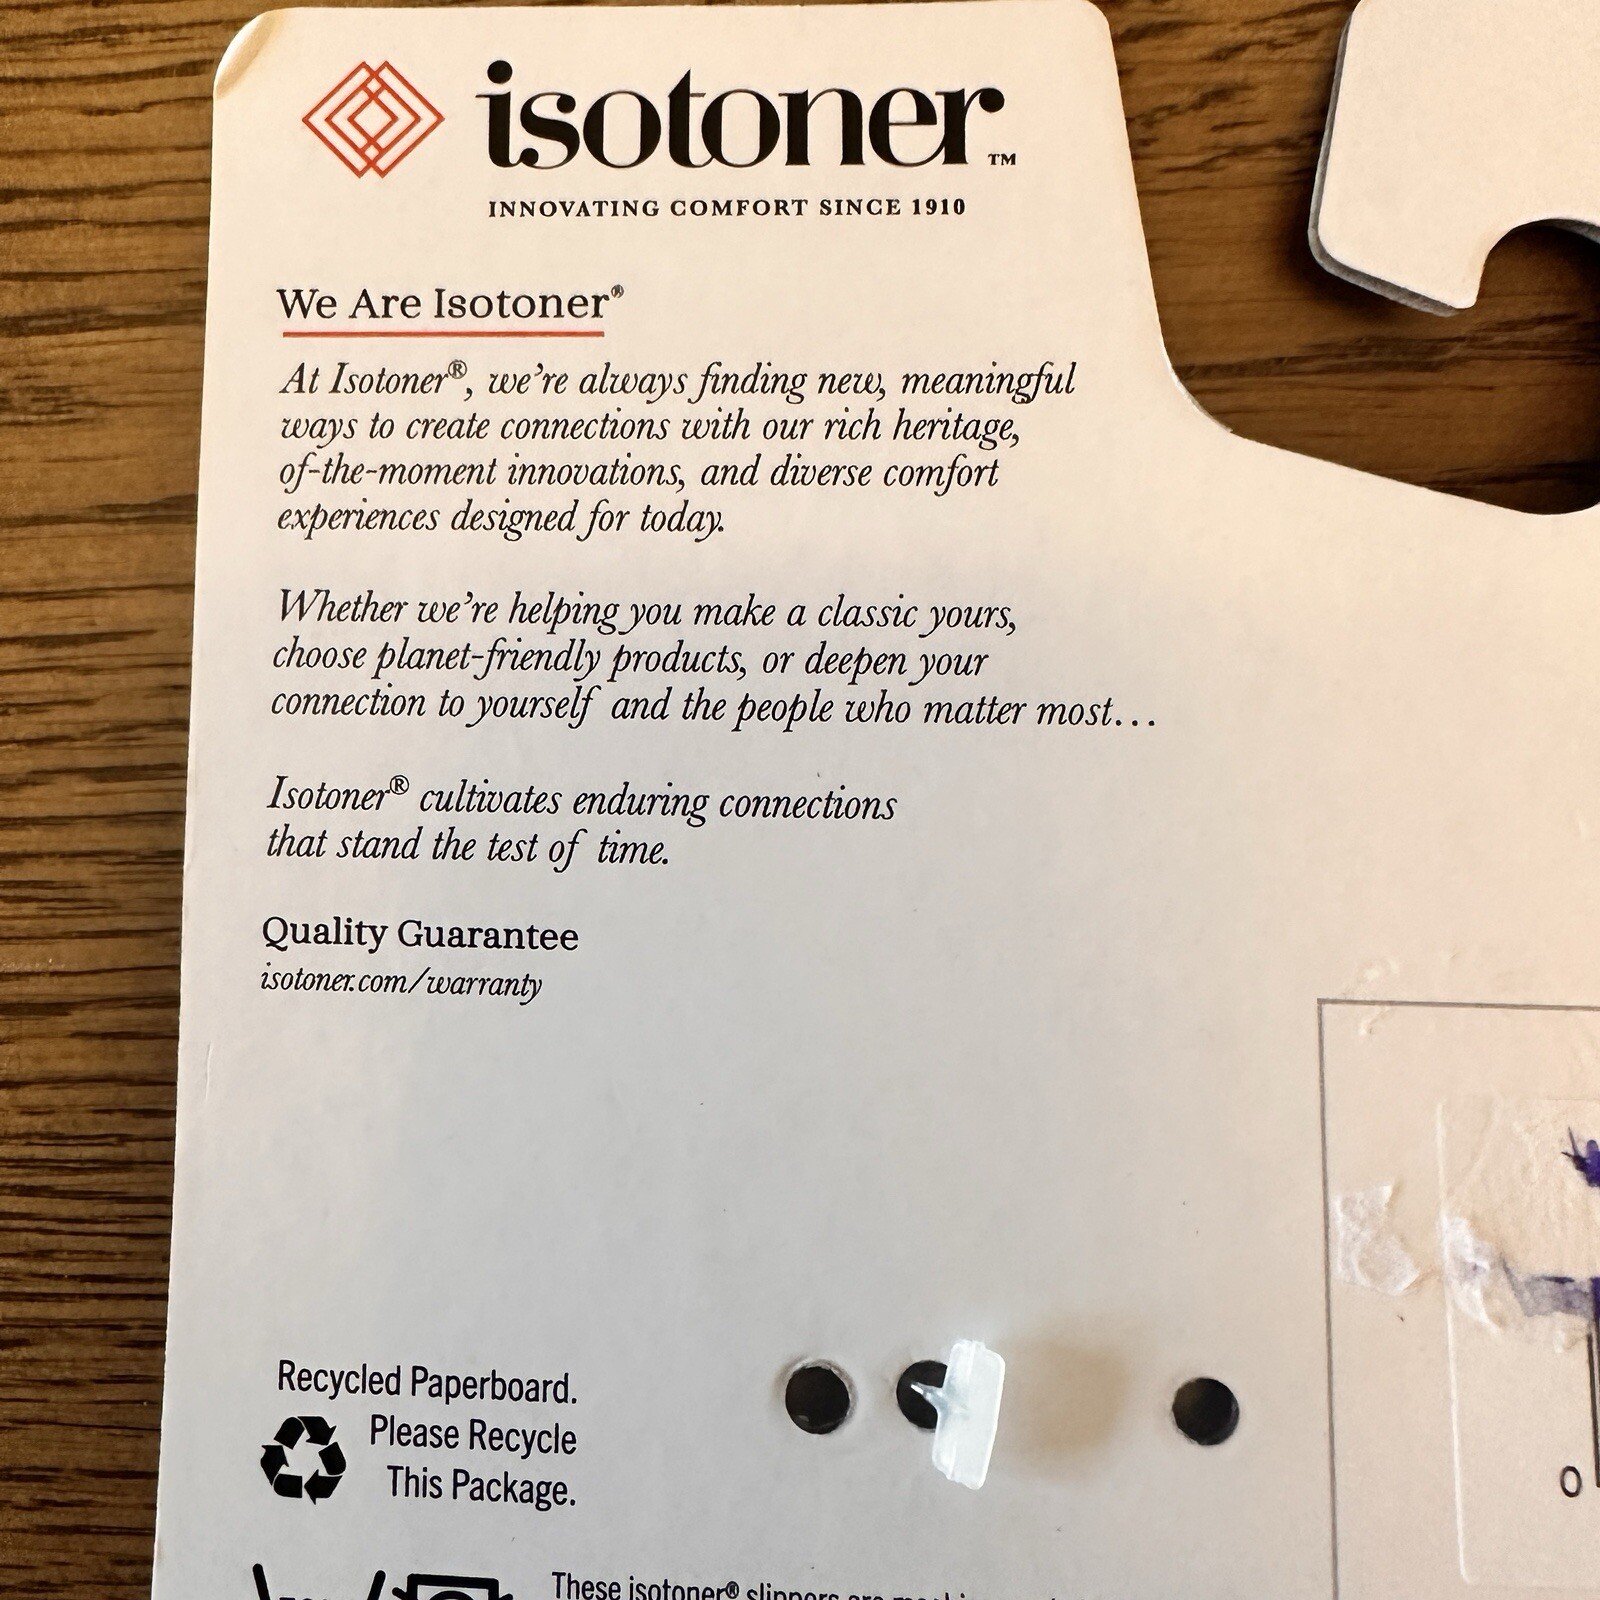 isotoner™
INNOVATING COMFORT SINCE 1910
We Are Isotoner®
At Isotoner®, we're always finding new, meaningful
ways to create connections with our rich heritage,
of-the-moment innovations, and diverse comfort
experiences designed for today.
Whether we're helping you make a classic yours,
choose planet-friendly products, or deepen your
connection to yourself and the people who matter most...
Isotoner® cultivates enduring connections
that stand the test of time.
Quality Guarantee
isotoner.com/warranty
Recycled Paperboard.
Please Recycle
This Package.
0
These isotoner® slippers are